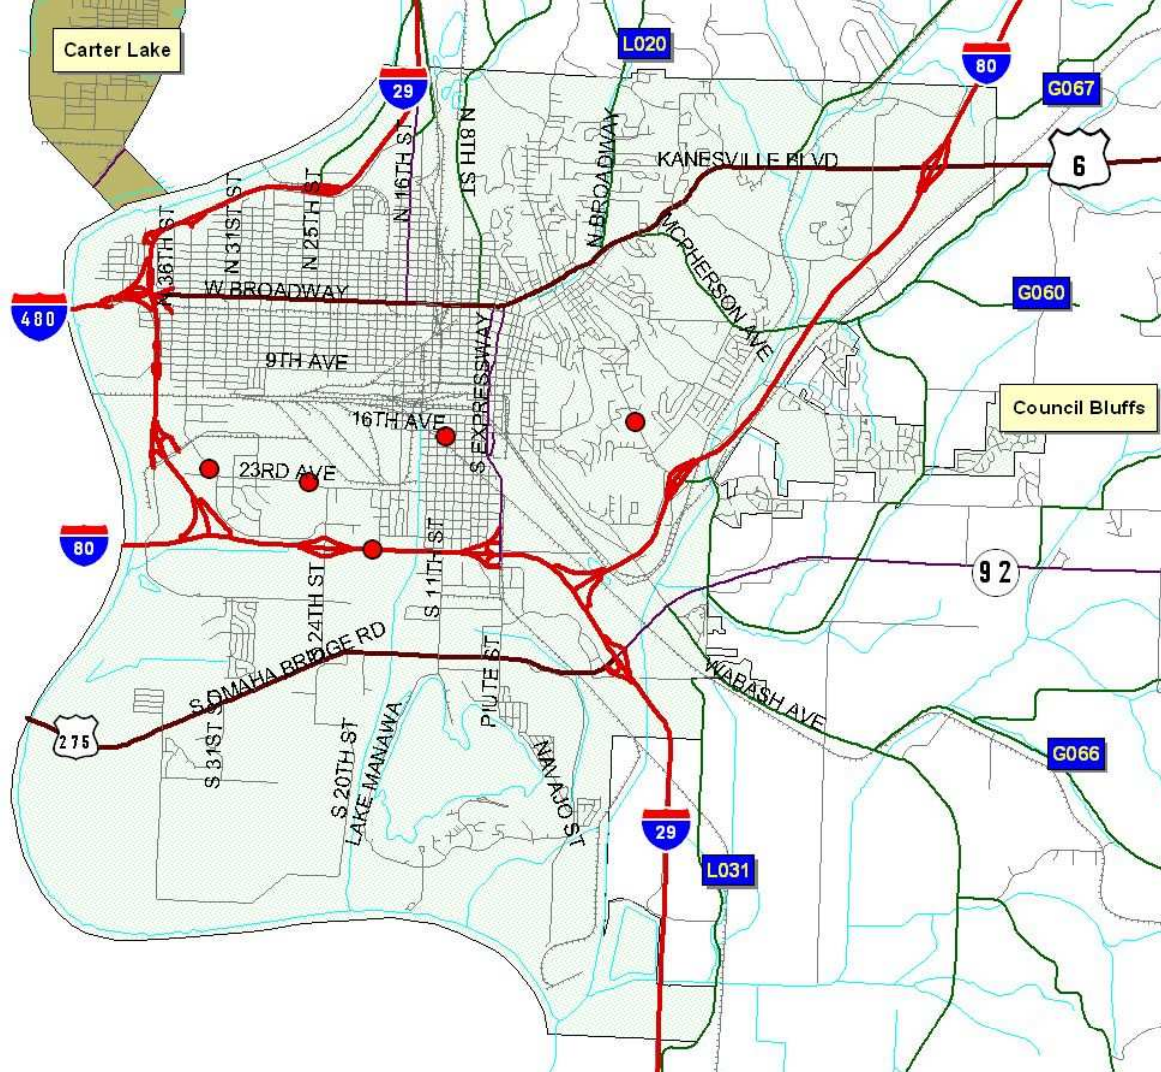 Carter Lake
L020
80
G067
29
6
N 8TH ST
N 16TH ST
N BROADWAY
KANESVILLE BLVD
N 25TH ST
N 31ST ST
N 36TH ST
MCPHERSON AVE
W BROADWAY
480
G060
9TH AVE
S EXPRESSWAY
Council Bluffs
16TH AVE
23RD AVE
80
S 11TH ST
92
S 24TH ST
S OMAHA BRIDGE RD
PIUTE ST
WABASH AVE
275
S 31ST S
S 20TH ST
LAKE MANAWA
NAVAJO ST
G066
29
L031